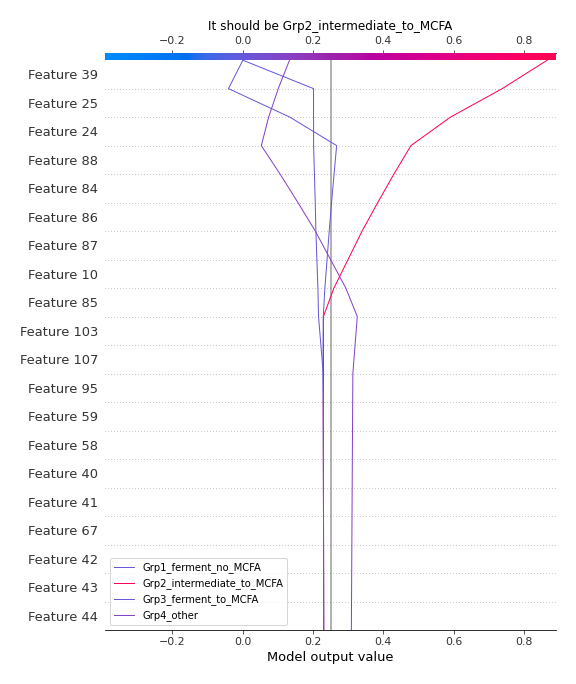 It should be Grp2_intermediate_to_MCFA
−0.2 0.0 0.2 0.4 0.6 0.8
Feature 39
Feature 25
Feature 24
Feature 88
Feature 84
Feature 86
Feature 87
Feature 10
Feature 85
Feature 103
Feature 107
Feature 95
Feature 59
Feature 58
Feature 40
Feature 41
Feature 67
Feature 42
Feature 43
Feature 44
Grp1_ferment_no_MCFA
Grp2_intermediate_to_MCFA
Grp3_ferment_to_MCFA
Grp4_other
−0.2 0.0 0.2 0.4 0.6 0.8
Model output value